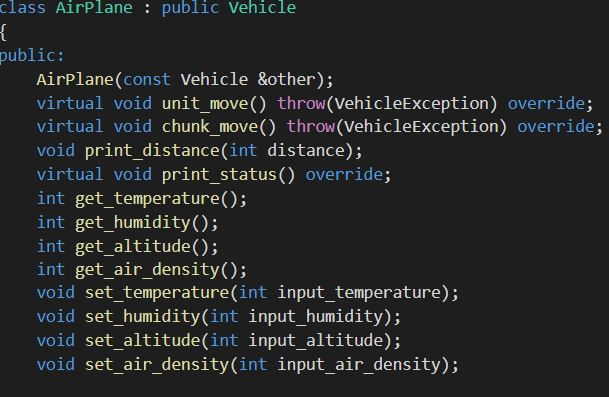 class AirPlane : public Vehicle
{
public:
    AirPlane(const Vehicle &other);
    virtual void unit_move() throw(VehicleException) override;
    virtual void chunk_move() throw(VehicleException) override;
    void print_distance(int distance);
    virtual void print_status() override;
    int get_temperature();
    int get_humidity();
    int get_altitude();
    int get_air_density();
    void set_temperature(int input_temperature);
    void set_humidity(int input_humidity);
    void set_altitude(int input_altitude);
    void set_air_density(int input_air_density);